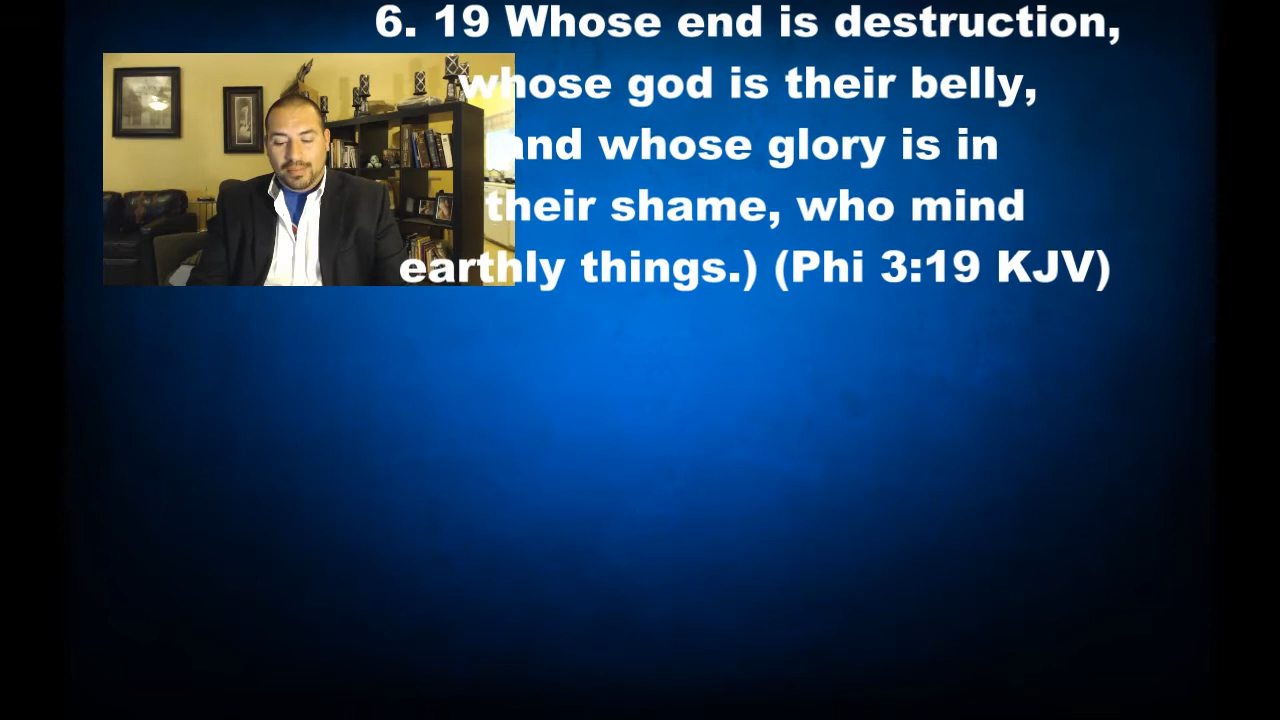 6. 19 Whose end is destruction,
whose god is their belly,
and whose glory is in
their shame, who mind
earthly things.) (Phi 3:19 KJV)